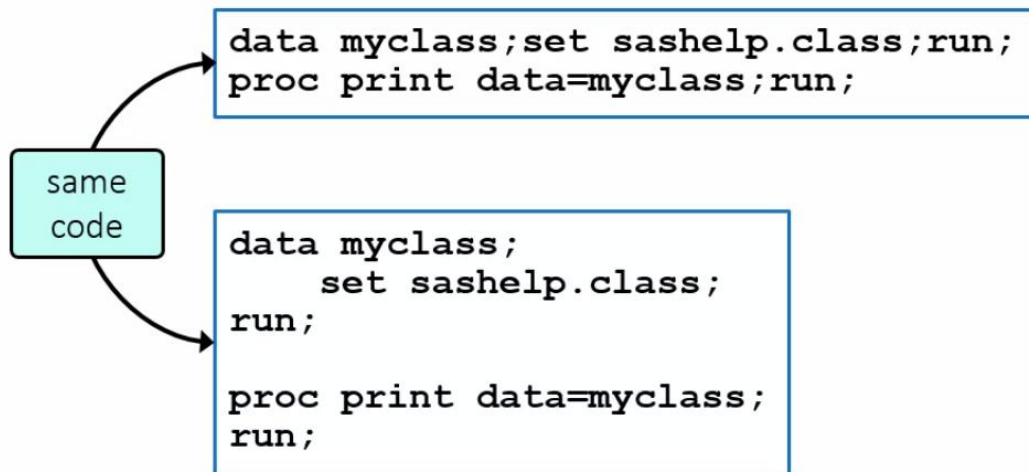 data myclass;set sashelp.class;run;
proc print data=myclass;run;
same
code
data myclass;
    set sashelp.class;
run;
proc print data=myclass;
run;